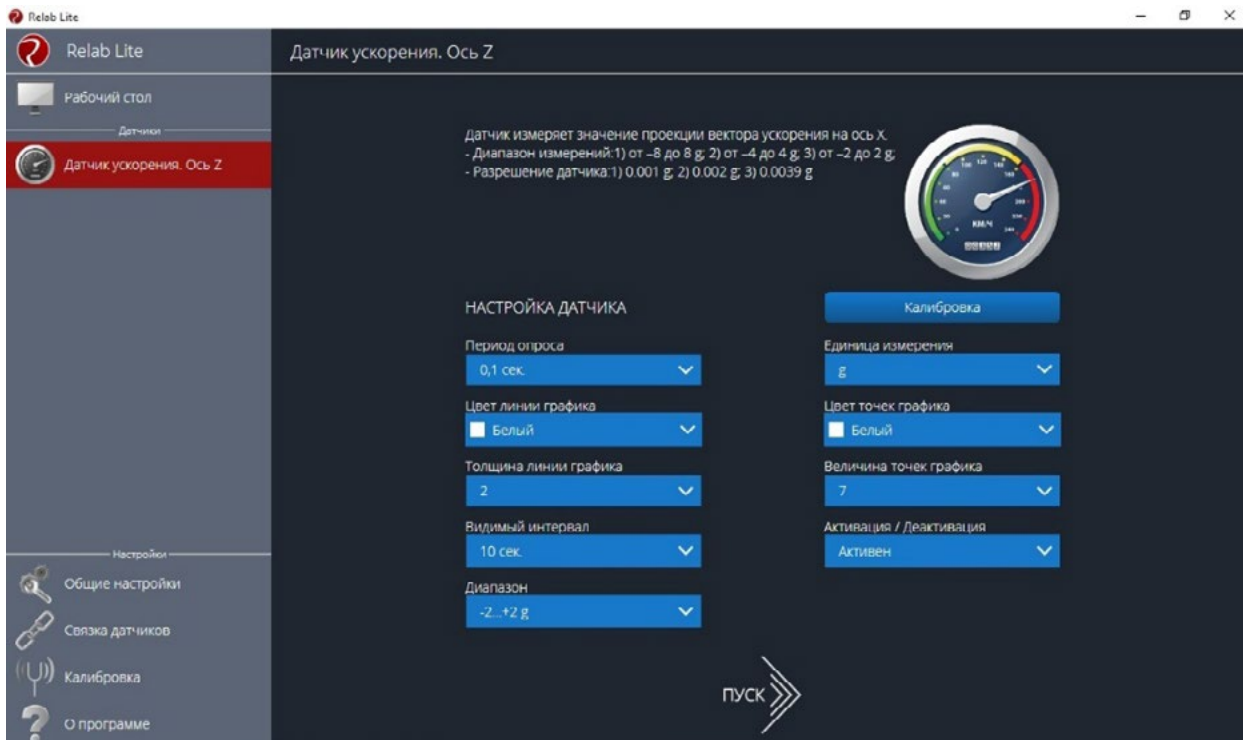 Relab Lite
Relab Lite
Датчик ускорения. Ось Z
Рабочий стол
Датчики
Датчик ускорения. Ось Z
Датчик измеряет значение проекции вектора ускорения на ось X.
- Диапазон измерений:1) от –8 до 8 g; 2) от –4 до 4 g; 3) от –2 до 2 g;
- Разрешение датчика:1) 0.001 g; 2) 0.002 g; 3) 0.0039 g
КМ/Ч
НАСТРОЙКА ДАТЧИКА
Калибровка
Период опроса
Единица измерения
0,1 сек.
g
Цвет линии графика
Цвет точек графика
Белый
Белый
Толщина линии графика
Величина точек графика
2
7
Видимый интервал
Активация / Деактивация
10 сек.
Активен
Диапазон
-2...+2 g
Настройки
Общие настройки
Связка датчиков
Калибровка
О программе
ПУСК